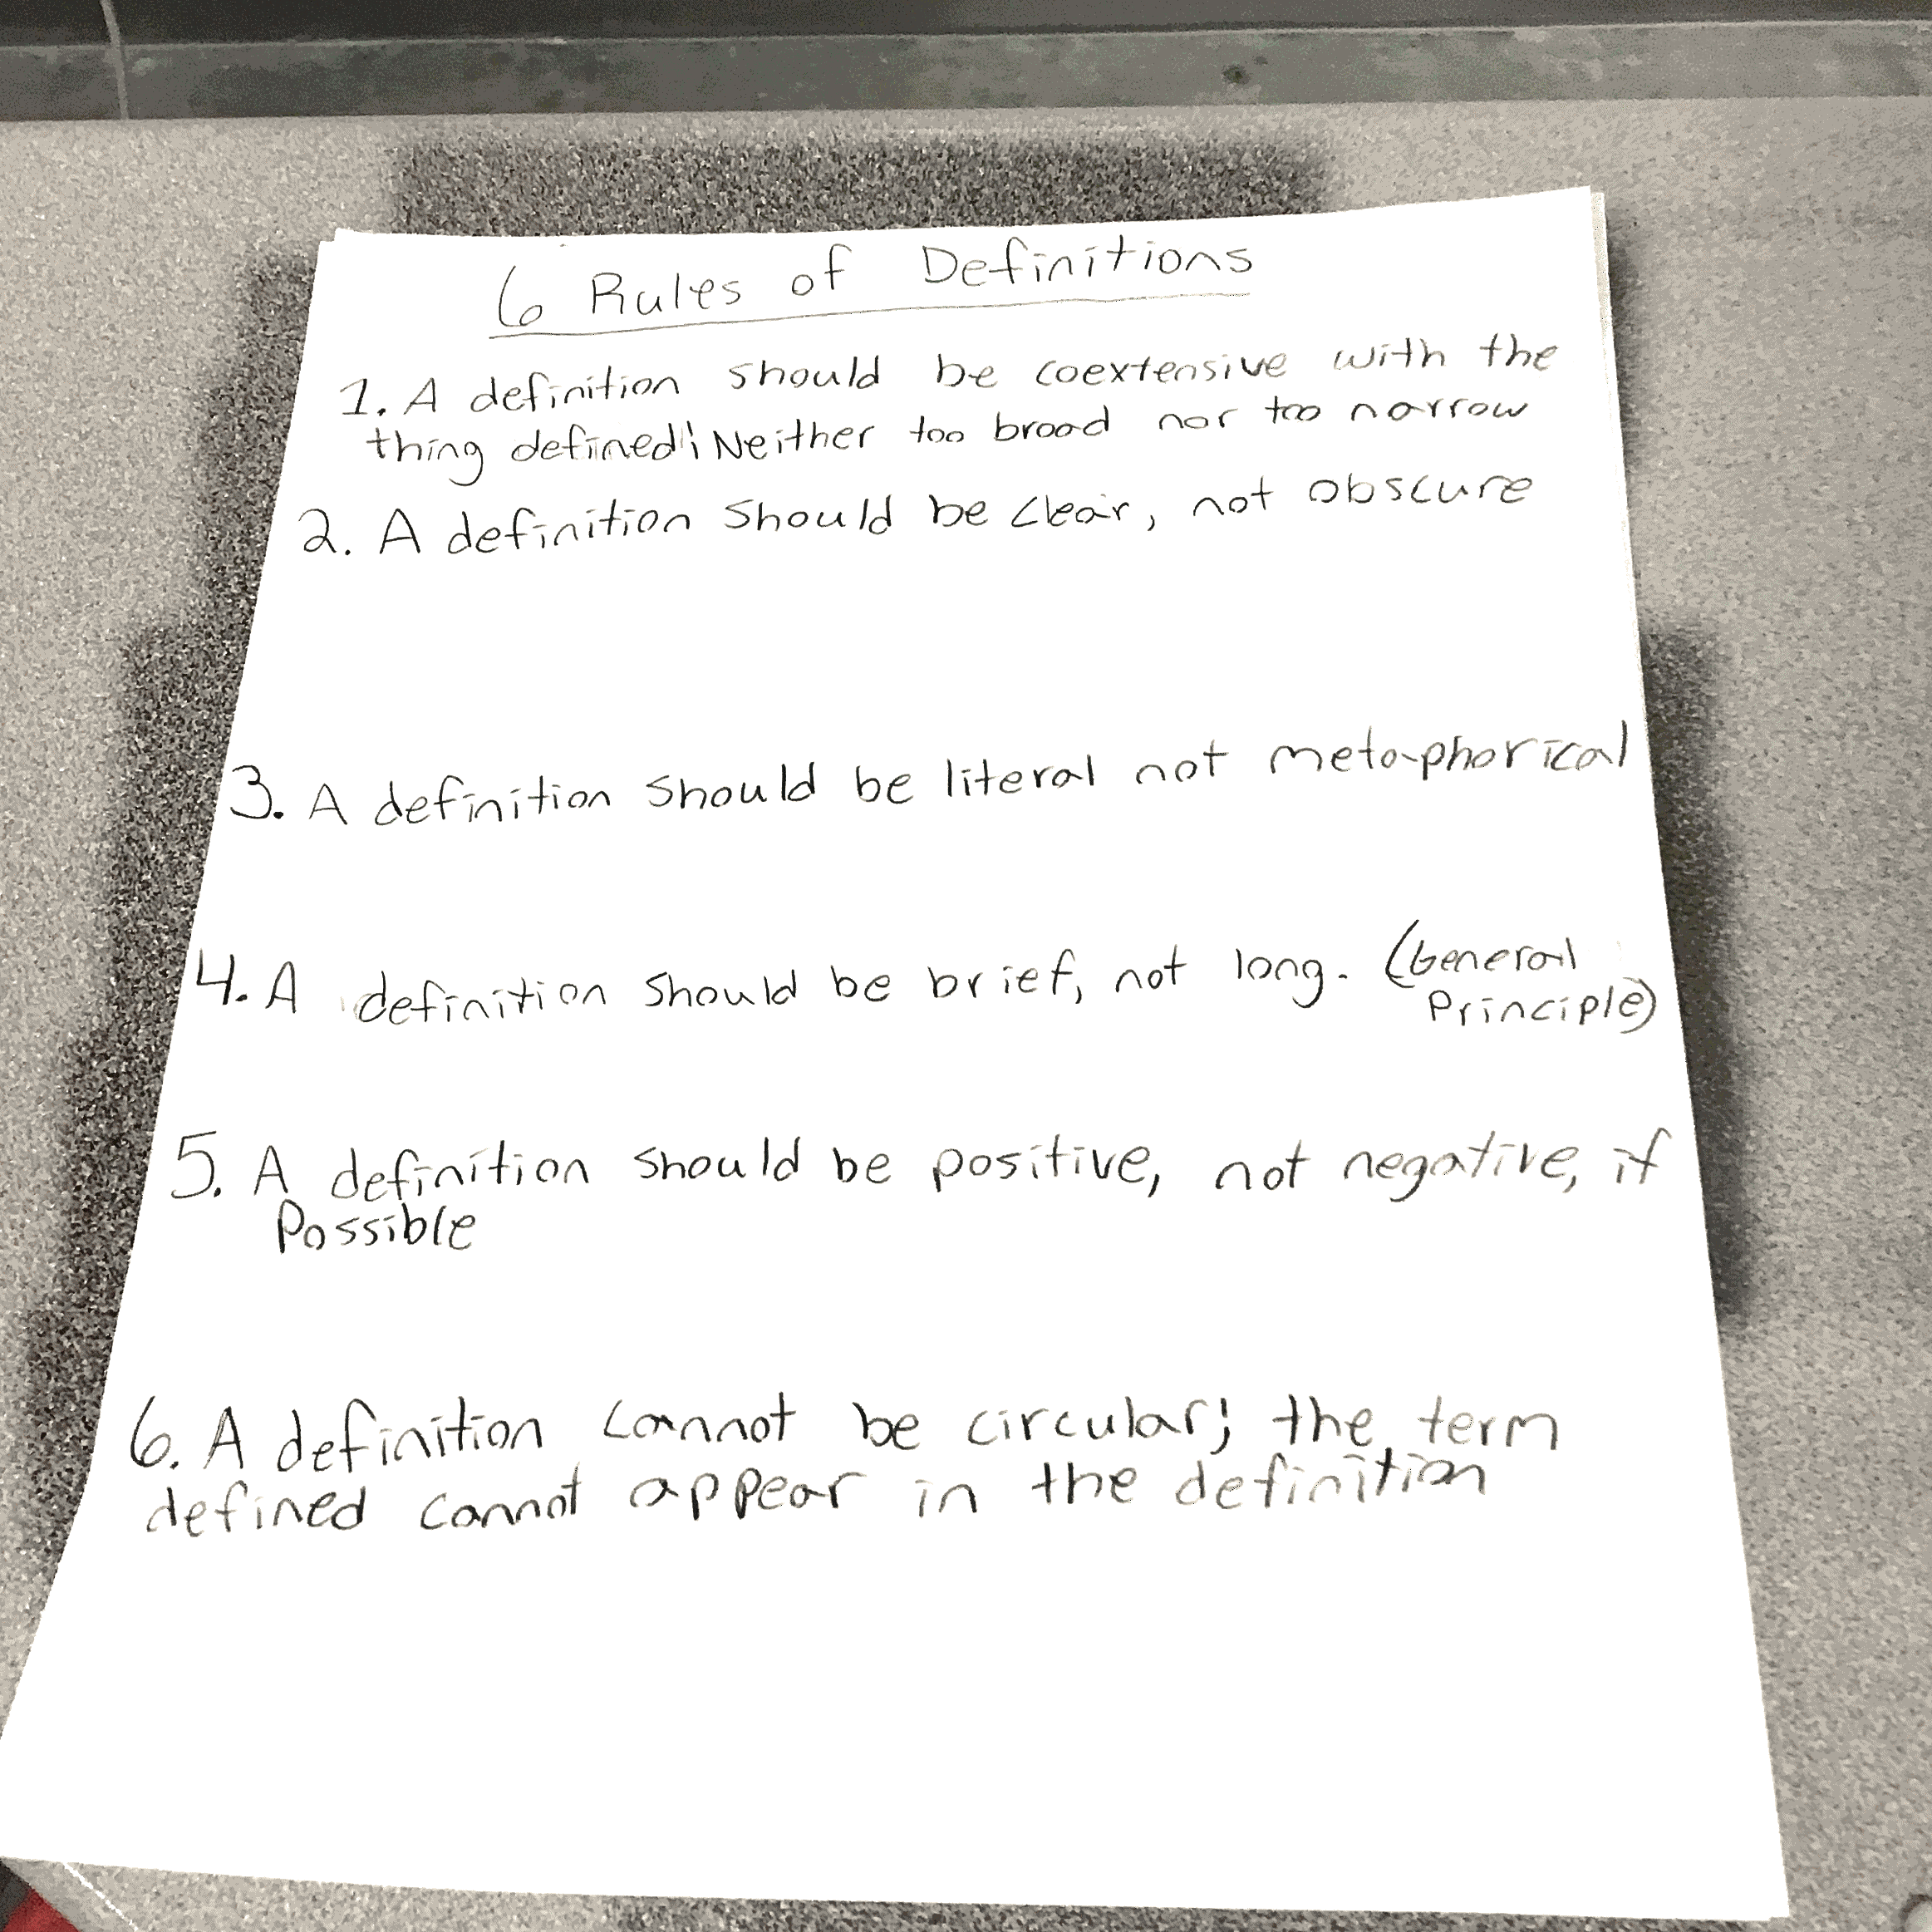 6 Rules of Definitions
1. A definition should be coextensive with the
thing defined; Neither too broad nor too narrow
2. A definition should be clear, not obscure
3. A definition should be literal not metaphorical
4. A definition should be brief, not long. (General
Principle)
5. A definition should be positive, not negative, if
Possible
6. A definition cannot be circular; the term
defined cannot appear in the definition